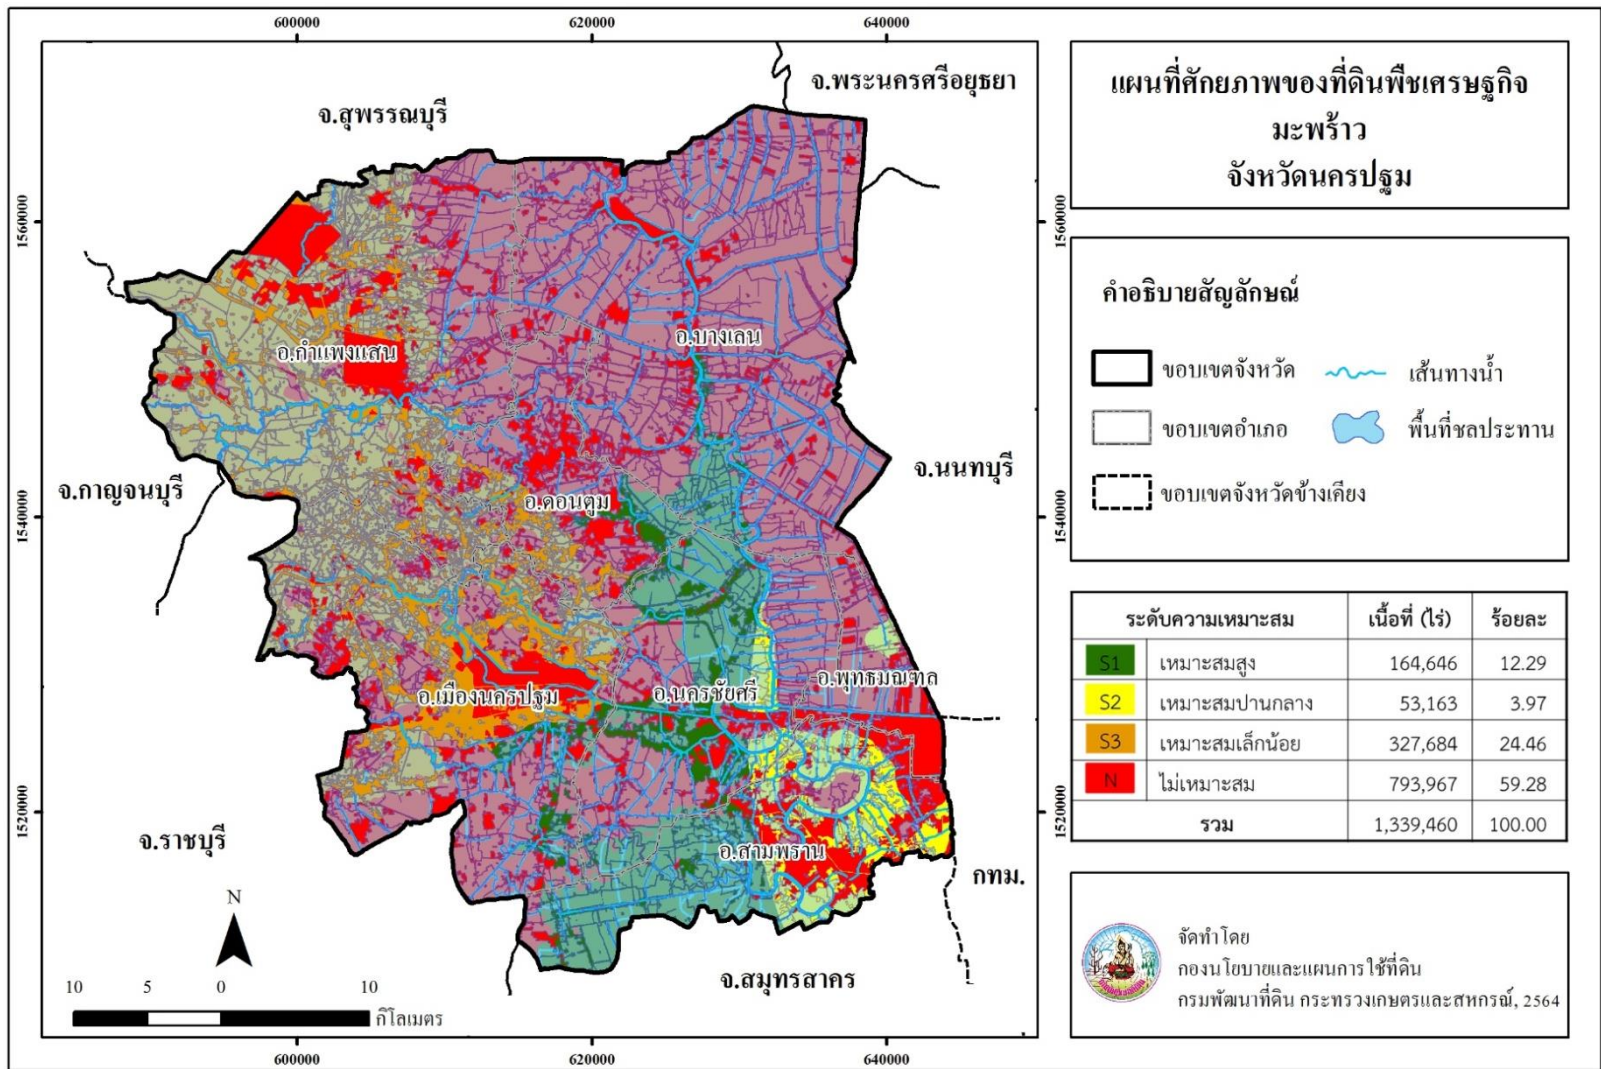 600000
620000
640000
จ.พระนครศรีอยุธยา
จ.สุพรรณบุรี
1560000
1560000
อ.บางเลน
อ.กำแพงแสน
จ.นนทบุรี
จ.กาญจนบุรี
อ.ดอนตูม
1540000
1540000
อ.พุทธมณฑล
อ.นครชัยศรี
อ.เมืองนครปฐม
1520000
1520000
จ.ราชบุรี
อ.สามพราน
กทม.
N
จ.สมุทรสาคร
10 5 0 10
กิโลเมตร
600000
620000
640000
แผนที่ศักยภาพของที่ดินพืชเศรษฐกิจ
มะพร้าว
จังหวัดนครปฐม
คำอธิบายสัญลักษณ์
ขอบเขตจังหวัด เส้นทางน้ำ
ขอบเขตอำเภอ พื้นที่ชลประทาน
ขอบเขตจังหวัดข้างเคียง
ระดับความเหมาะสม เนื้อที่ (ไร่) ร้อยละ
S1 เหมาะสมสูง 164,646 12.29
S2 เหมาะสมปานกลาง 53,163 3.97
S3 เหมาะสมเล็กน้อย 327,684 24.46
N ไม่เหมาะสม 793,967 59.28
รวม 1,339,460 100.00
จัดทำโดย
กองนโยบายและแผนการใช้ที่ดิน
กรมพัฒนาที่ดิน กระทรวงเกษตรและสหกรณ์, 2564